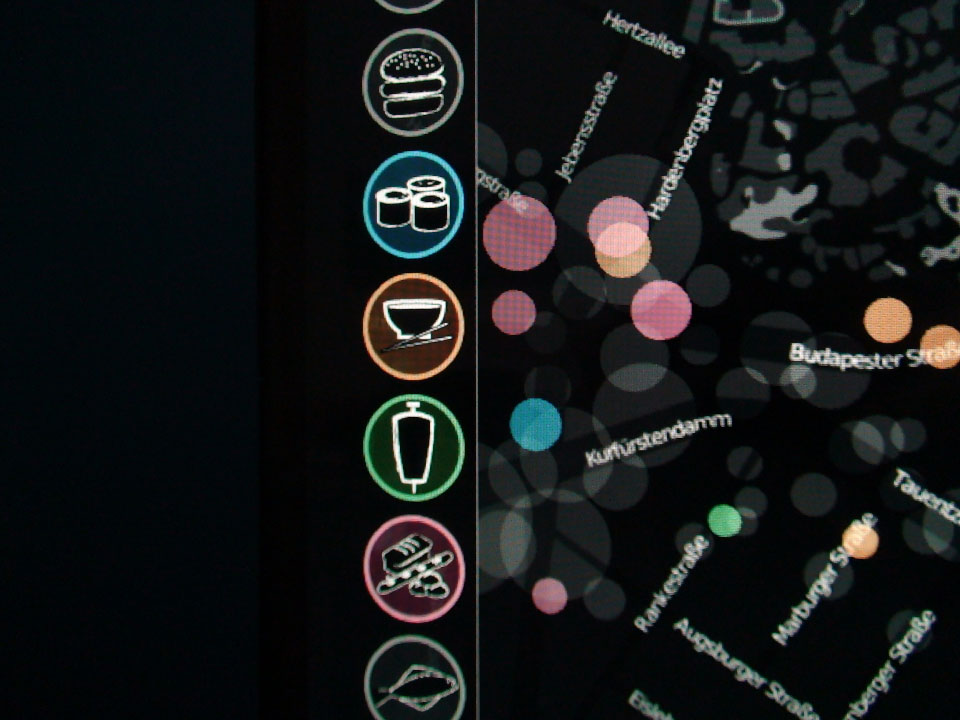 Hertzallee
Jebensstraße
Hardenbergplatz
Budapester
Kurfürstendamm
Rankestraße
Marburger Straße
Augsburger Straße
Straße